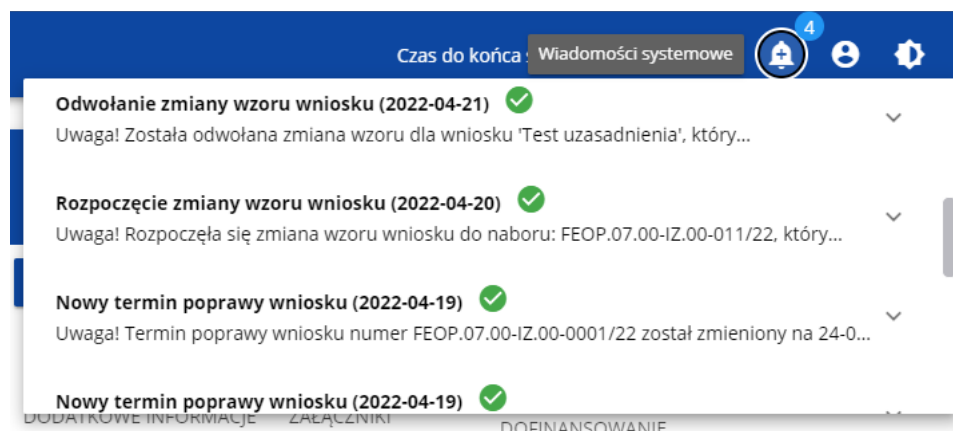 4
Czas do końca
Wiadomości systemowe
Odwołanie zmiany wzoru wniosku (2022-04-21)
Uwaga! Została odwołana zmiana wzoru dla wniosku 'Test uzasadnienia', który...
Rozpoczęcie zmiany wzoru wniosku (2022-04-20)
Uwaga! Rozpoczęła się zmiana wzoru wniosku do naboru: FEOP.07.00-IZ.00-011/22, który...
Nowy termin poprawy wniosku (2022-04-19)
Uwaga! Termin poprawy wniosku numer FEOP.07.00-IZ.00-0001/22 został zmieniony na 24-0...
Nowy termin poprawy wniosku (2022-04-19)
DODATKOWE INFORMACJE ZAŁĄCZNIKI
DOFINANSOWANIE